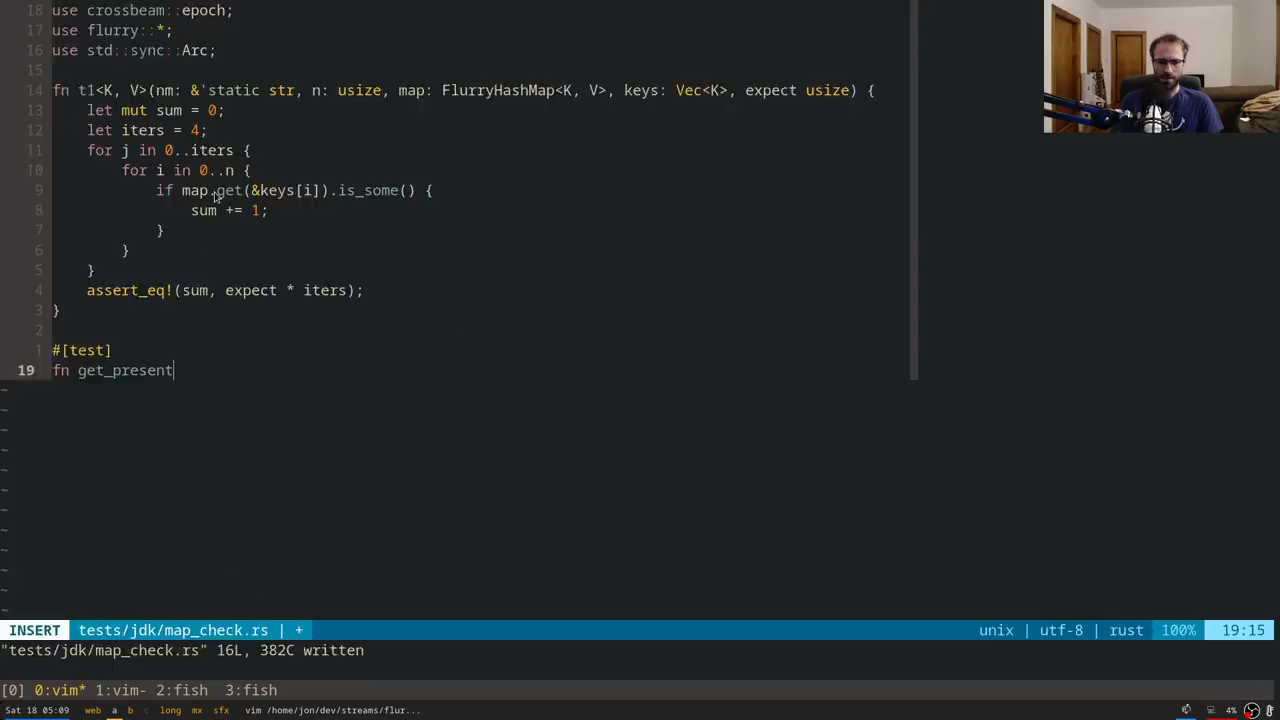 18 use crossbeam::epoch;
17 use flurry::*;
16 use std::sync::Arc;
15
14 fn t1<K, V>(nm: &'static str, n: usize, map: FlurryHashMap<K, V>, keys: Vec<K>, expect usize) {
13     let mut sum = 0;
12     let iters = 4;
11     for j in 0..iters {
10         for i in 0..n {
9             if map.get(&keys[i]).is_some() {
8                 sum += 1;
7             }
6         }
5     }
4     assert_eq!(sum, expect * iters);
3 }
2
1 #[test]
19 fn get_present
~
~
~
~
~
~
~
~
~
~
~
~
INSERT tests/jdk/map_check.rs | + unix | utf-8 | rust 100% 19:15
"tests/jdk/map_check.rs" 16L, 382C written
[0] 0:vim* 1:vim- 2:fish 3:fish
Sat 18 05:09 web a b c long mx sfx vim /home/jon/dev/streams/flur... 4%